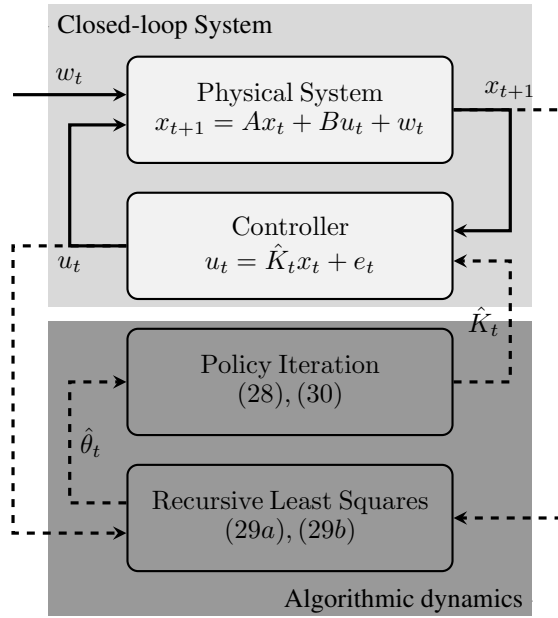 Closed-loop System
w_t
x_{t+1}
Physical System
x_{t+1} = Ax_t + Bu_t + w_t
Controller
u_t = \hat{K}_t x_t + e_t
u_t
\hat{K}_t
Policy Iteration
(28), (30)
\hat{θ}_t
Recursive Least Squares
(29a), (29b)
Algorithmic dynamics